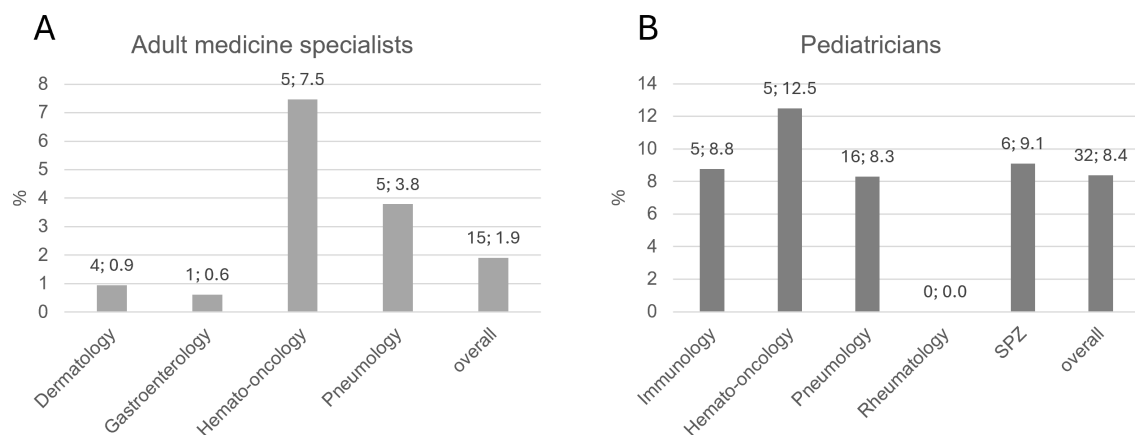 A
Adult medicine specialists
8
7
6
5
4
3
2
1
0
%
4; 0.9
1; 0.6
5; 7.5
5; 3.8
15; 1.9
Dermatology
Gastroenterology
Hemato-oncology
Pneumology
overall
B
Pediatricians
14
12
10
8
6
4
2
0
%
5; 8.8
5; 12.5
16; 8.3
0; 0.0
6; 9.1
32; 8.4
Immunology
Hemato-oncology
Pneumology
Rheumatology
SPZ
overall